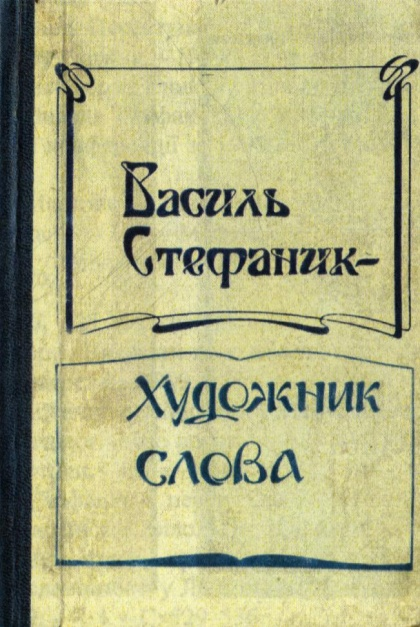 Василь
Стефаник–
художник
слова